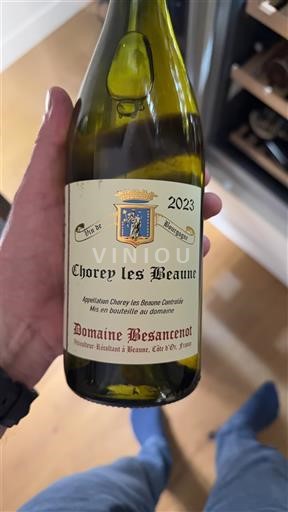 2023
Vin de Bourgogne
VINIOU
Chorey les Beaune
Appellation Chorey les Beaune Controlée
Mis en bouteille au domaine
Domaine Besancenot
Viticulteur-Récoltant à Beaune, Côte d'Or, France